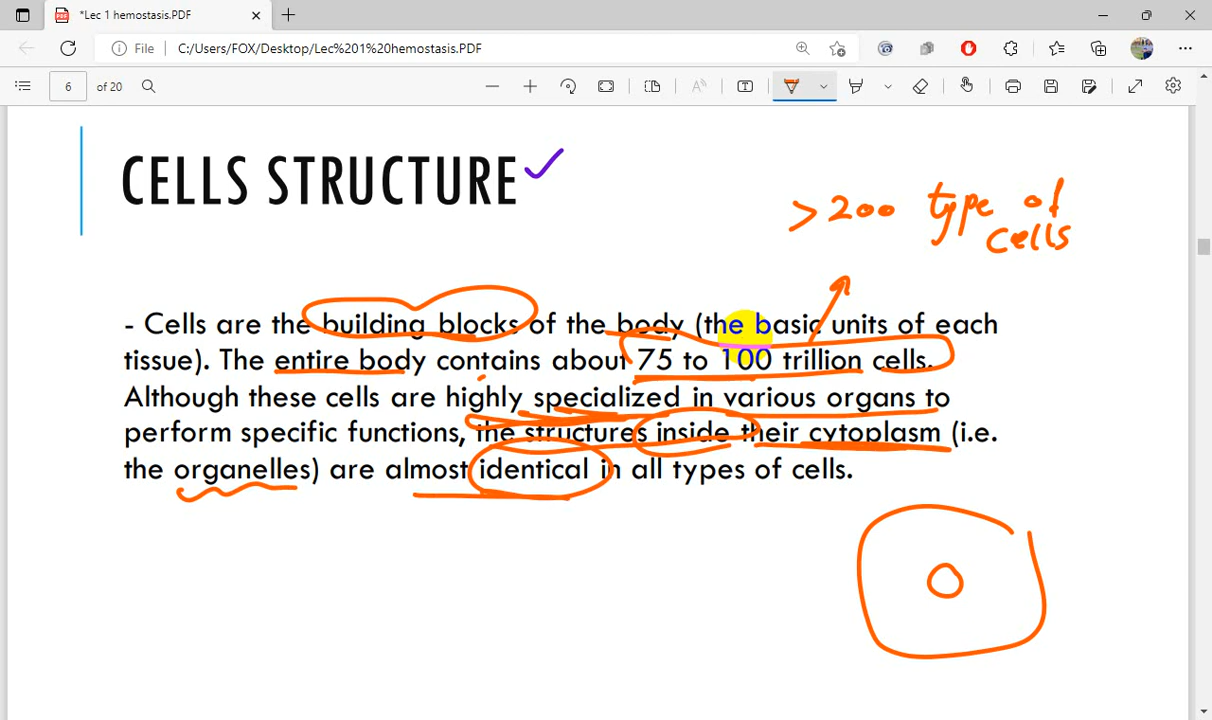 *Lec 1 hemostasis.PDF
File C:/Users/FOX/Desktop/Lec%201%20hemostasis.PDF
6 of 20
CELLS STRUCTURE
>200 type of
cells
- Cells are the building blocks of the body (the basic units of each
tissue). The entire body contains about 75 to 100 trillion cells.
Although these cells are highly specialized in various organs to
perform specific functions, the structures inside their cytoplasm (i.e.
the organelles) are almost identical in all types of cells.